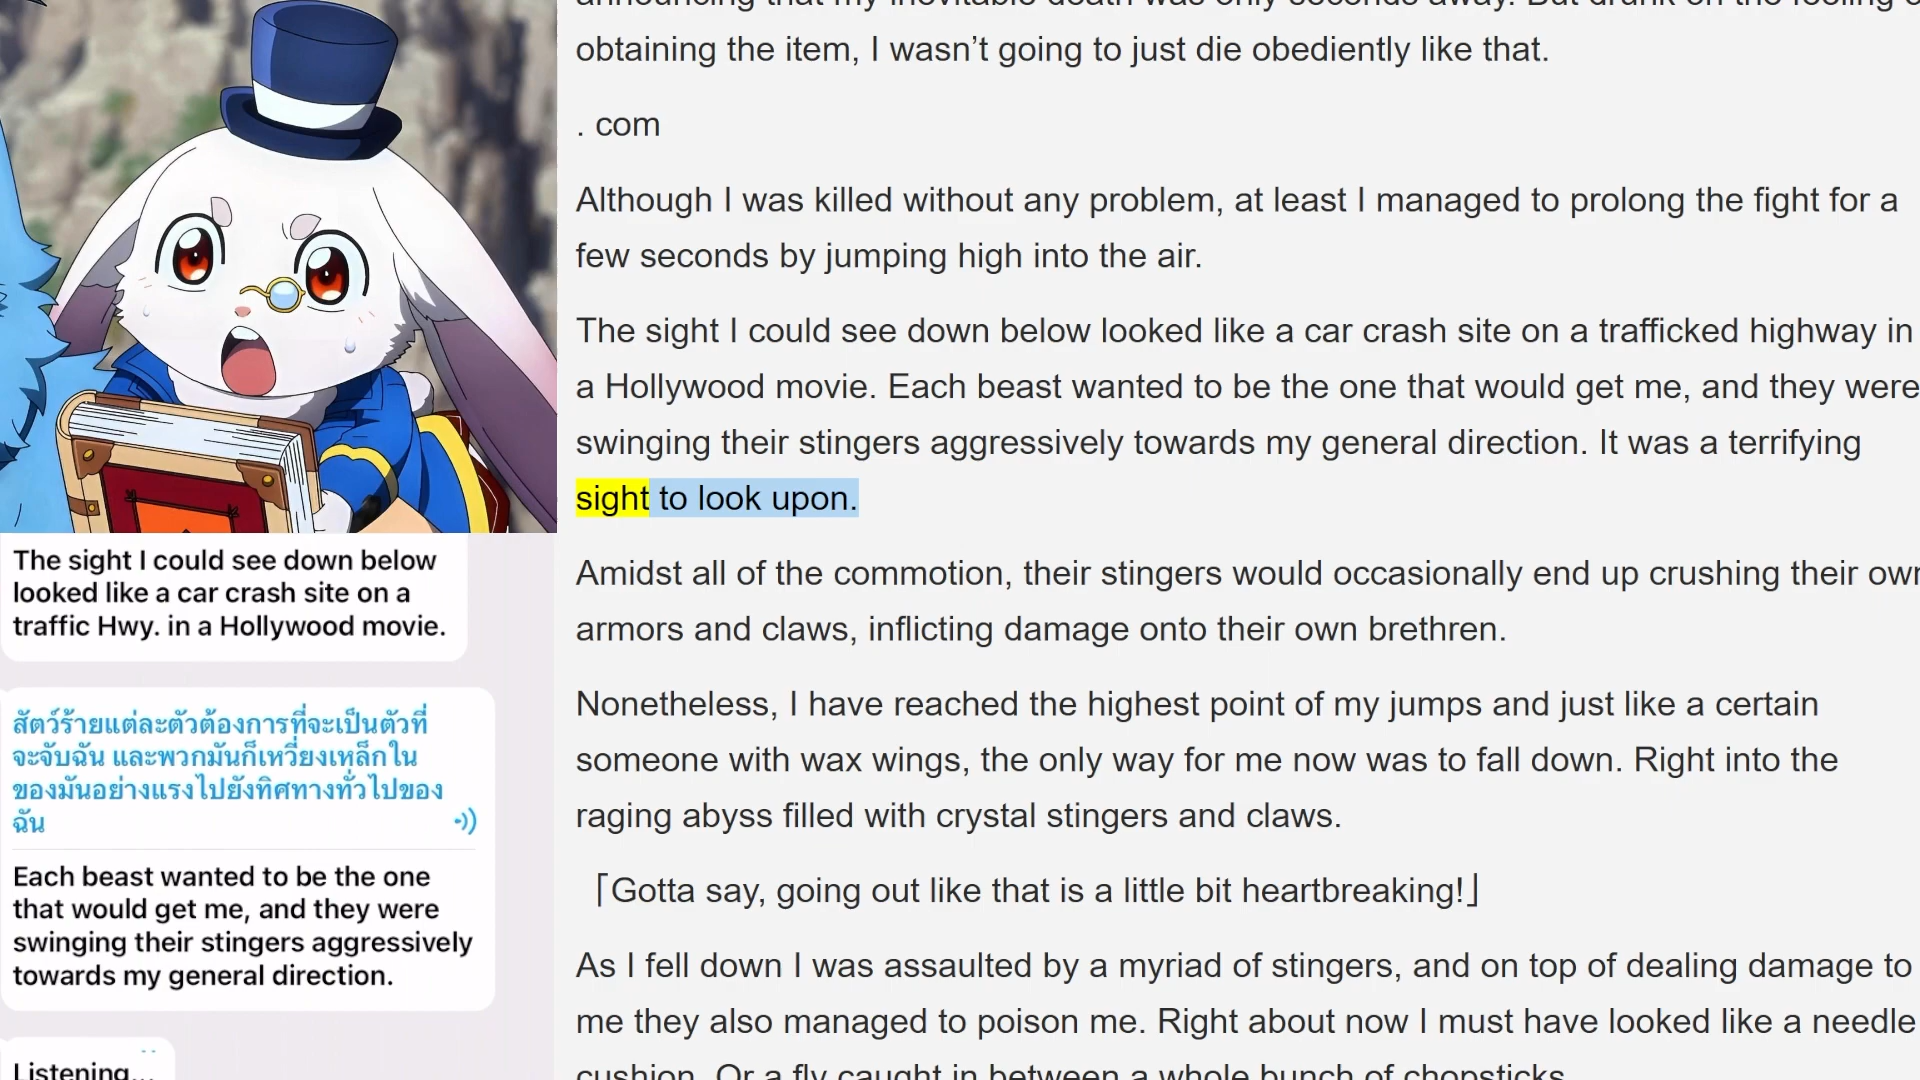 obtaining the item, I wasn’t going to just die obediently like that.
. com
Although I was killed without any problem, at least I managed to prolong the fight for a
few seconds by jumping high into the air.
The sight I could see down below looked like a car crash site on a trafficked highway in
a Hollywood movie. Each beast wanted to be the one that would get me, and they were
swinging their stingers aggressively towards my general direction. It was a terrifying
sight to look upon.
Amidst all of the commotion, their stingers would occasionally end up crushing their own
armors and claws, inflicting damage onto their own brethren.
Nonetheless, I have reached the highest point of my jumps and just like a certain
someone with wax wings, the only way for me now was to fall down. Right into the
raging abyss filled with crystal stingers and claws.
「Gotta say, going out like that is a little bit heartbreaking!」
As I fell down I was assaulted by a myriad of stingers, and on top of dealing damage to
me they also managed to poison me. Right about now I must have looked like a needle
cushion. Or a fly caught in between a whole bunch of chopsticks.
The sight I could see down below
looked like a car crash site on a
traffic Hwy. in a Hollywood movie.
สัตว์ร้ายแต่ละตัวต้องการที่จะเป็นตัวที่
จะจับฉัน และพวกมันก็เหวี่ยงเหล็กใน
ของมันอย่างแรงไปยังทิศทางทั่วไปของ
ฉัน
Each beast wanted to be the one
that would get me, and they were
swinging their stingers aggressively
towards my general direction.
Listening...